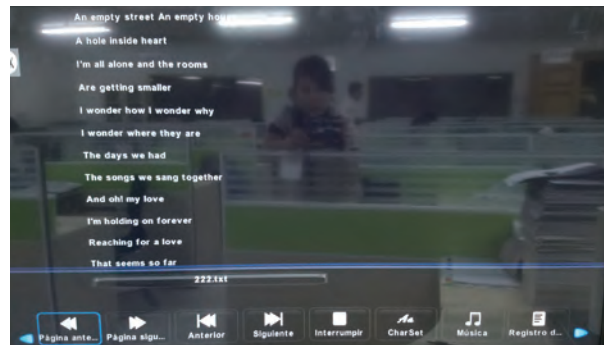 An empty street An empty hou
A hole inside heart
I'm all alone and the rooms
Are getting smaller
I wonder how I wonder why
I wonder where they are
The days we had
The songs we sang together
And oh! my love
I'm holding on forever
Reaching for a love
That seems so far
222.txt
Página ante... Página sigu... Anterior Siguiente Interrumpir CharSet Música Registro d...